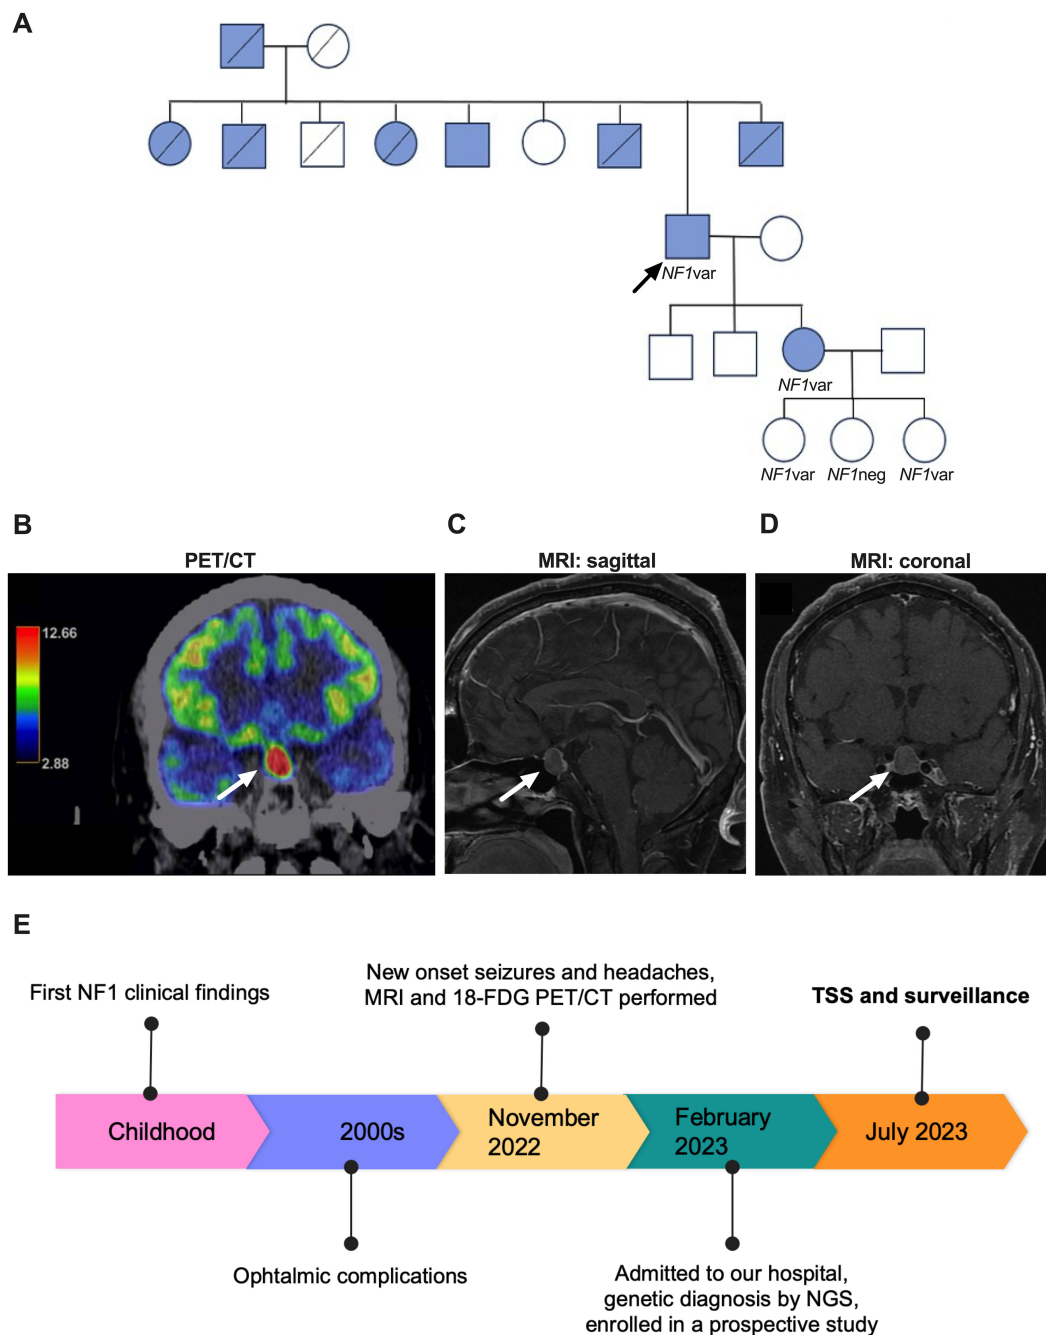 A
NF1var
NF1var
NF1var NF1neg NF1var
B
C
D
PET/CT
MRI: sagittal
MRI: coronal
12.66
2.88
E
First NF1 clinical findings
New onset seizures and headaches,
MRI and 18-FDG PET/CT performed
TSS and surveillance
Childhood
2000s
November
2022
February
2023
July 2023
Ophtalmic complications
Admitted to our hospital,
genetic diagnosis by NGS,
enrolled in a prospective study